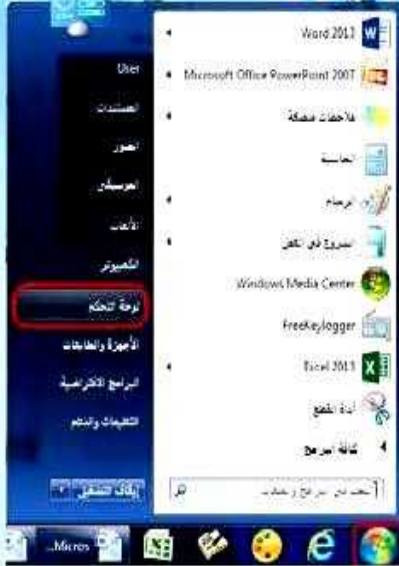 Word 2013
Microsoft Office PowerPoint 2007
ملاحظات ملصقة
الحاسبة
الرسام
الشروع في العمل
Windows Media Center
FreeKeylogger
Excel 2013
أداة القطع
كافة البرامج
User
المستندات
الصور
الموسيقى
الألعاب
الكمبيوتر
لوحة التحكم
الأجهزة والطابعات
البرامج الافتراضية
التعليمات والدعم
إيقاف التشغيل
Micros...